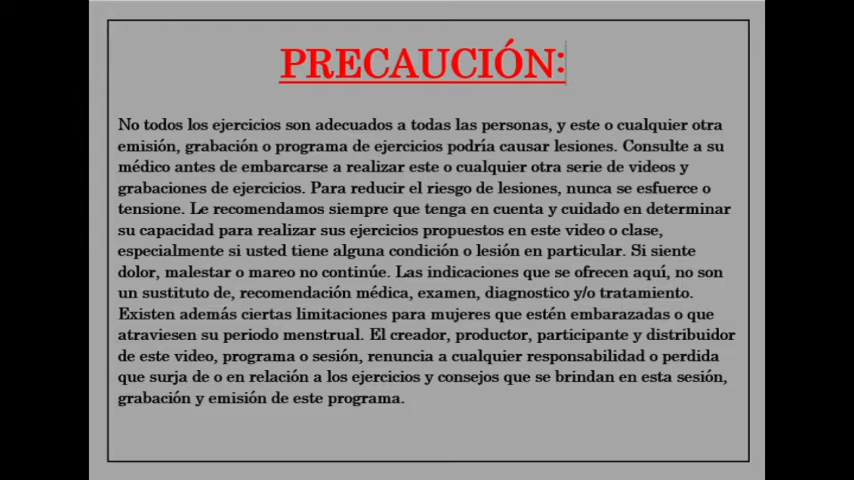 PRECAUCIÓN:
No todos los ejercicios son adecuados a todas las personas, y este o cualquier otra
emisión, grabación o programa de ejercicios podría causar lesiones. Consulte a su
médico antes de embarcarse a realizar este o cualquier otra serie de videos y
grabaciones de ejercicios. Para reducir el riesgo de lesiones, nunca se esfuerce o
tensione. Le recomendamos siempre que tenga en cuenta y cuidado en determinar
su capacidad para realizar sus ejercicios propuestos en este video o clase,
especialmente si usted tiene alguna condición o lesión en particular. Si siente
dolor, malestar o mareo no continúe. Las indicaciones que se ofrecen aquí, no son
un sustituto de, recomendación médica, examen, diagnostico y/o tratamiento.
Existen además ciertas limitaciones para mujeres que estén embarazadas o que
atraviesen su periodo menstrual. El creador, productor, participante y distribuidor
de este video, programa o sesión, renuncia a cualquier responsabilidad o perdida
que surja de o en relación a los ejercicios y consejos que se brindan en esta sesión,
grabación y emisión de este programa.